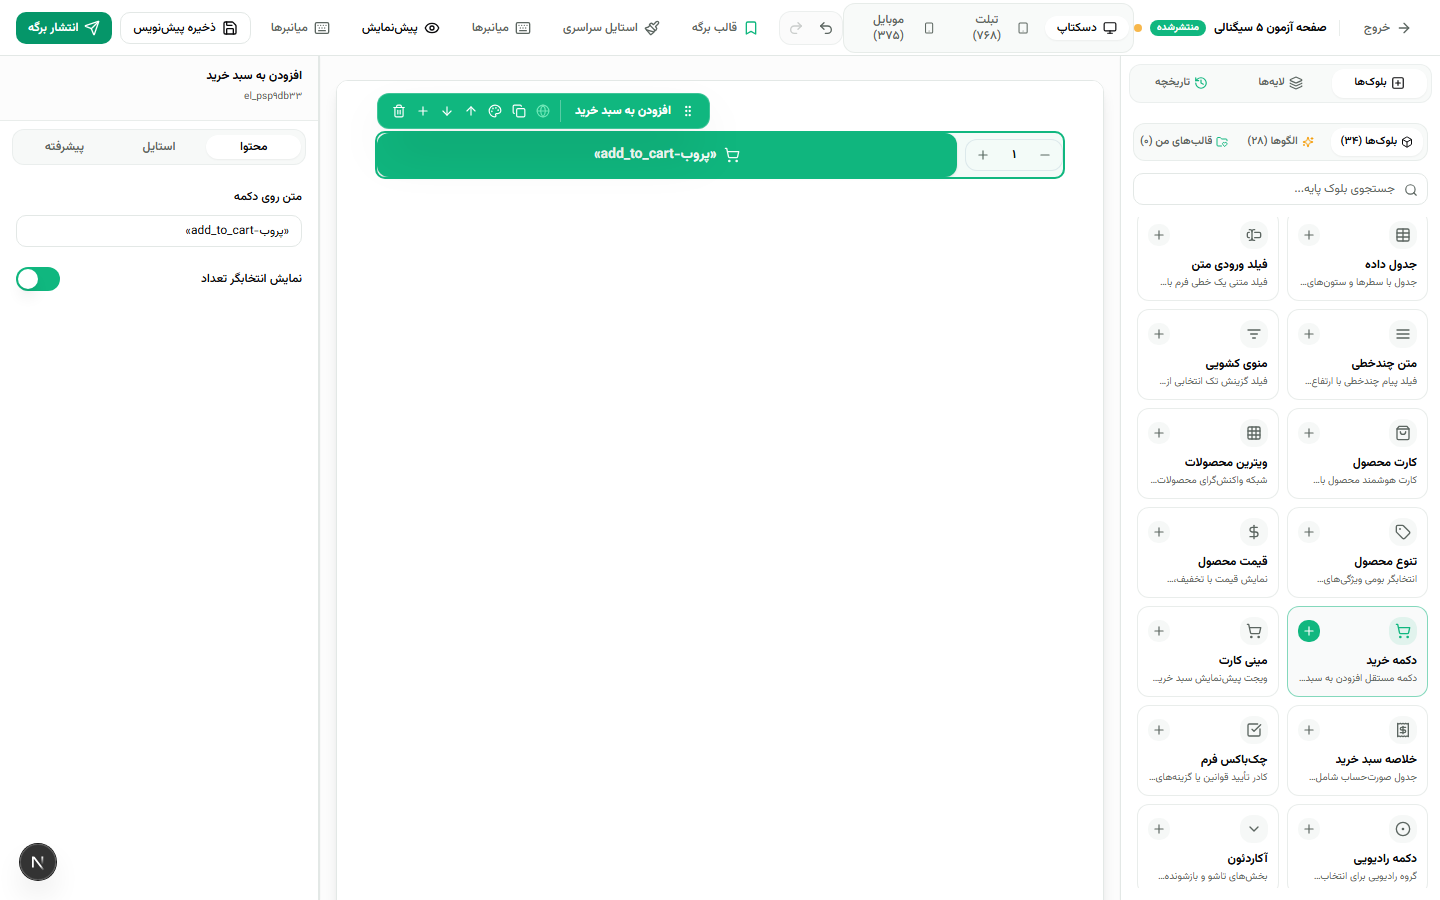 خروج
صفحه آزمون ۵ سیگنالی
منتشرشده
دسکتاپ
تبلت (۷۶۸)
موبایل (۳۷۵)
قالب برگه
استایل سراسری
میانبرها
پیش‌نمایش
میانبرها
ذخیره پیش‌نویس
انتشار برگه
بلوک‌ها
لایه‌ها
تاریخچه
بلوک‌ها (۳۴)
الگوها (۲۸)
قالب‌های من (۰)
جستجوی بلوک پایه...
جدول داده
جدول با سطرها و ستون‌های...
فیلد ورودی متن
فیلد متنی یک خطی فرم با...
متن چندخطی
فیلد پیام چندخطی با ارتفاع...
منوی کشویی
فیلد گزینش تک انتخابی از...
کارت محصول
کارت هوشمند محصول با...
ویترین محصولات
شبکه واکنش‌گرای محصولات...
تنوع محصول
انتخابگر بومی ویژگی‌های...
قیمت محصول
نمایش قیمت با تخفیف،...
دکمه خرید
دکمه مستقل افزودن به سبد...
مینی کارت
ویجت پیش‌نمایش سبد خرید...
خلاصه سبد خرید
جدول صورت‌حساب شامل...
چک‌باکس فرم
کادر تأیید قوانین یا گزینه‌های...
دکمه رادیویی
گروه رادیویی برای انتخاب...
آکاردئون
بخش‌های تاشو و بازشونده...
افزودن به سبد خرید
۱
«پروب-add_to_cart»
افزودن به سبد خرید
el_psp۹db۳۳
محتوا
استایل
پیشرفته
متن روی دکمه
«پروب-add_to_cart»
نمایش انتخابگر تعداد
N